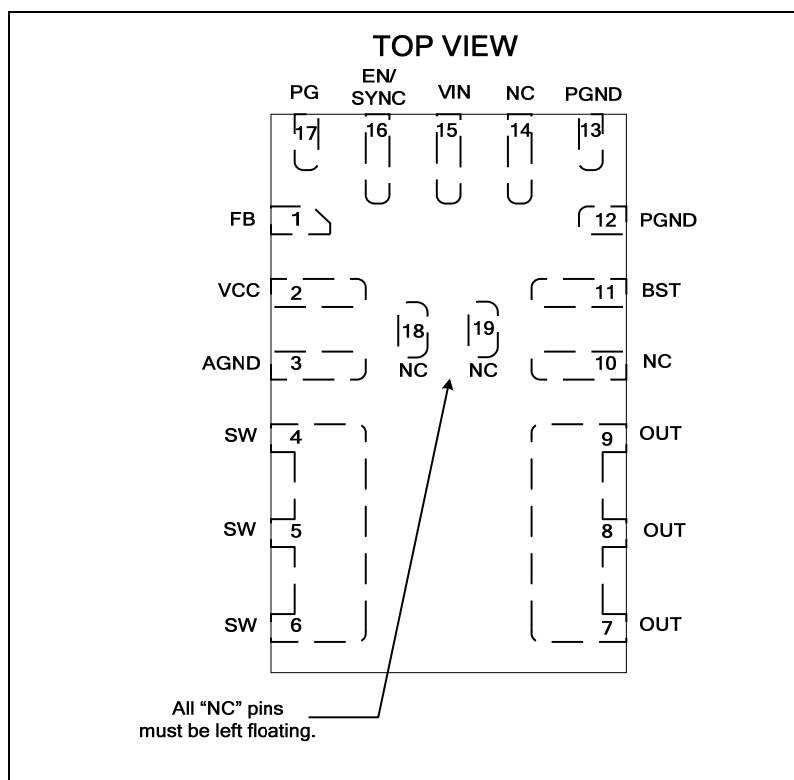 TOP VIEW
PG
EN/
SYNC
VIN
NC
PGND
17
16
15
14
13
FB
1
12
PGND
VCC
2
11
BST
18
19
AGND
3
NC
NC
10
NC
SW
4
9
OUT
SW
5
8
OUT
SW
6
7
OUT
All “NC” pins
must be left floating.